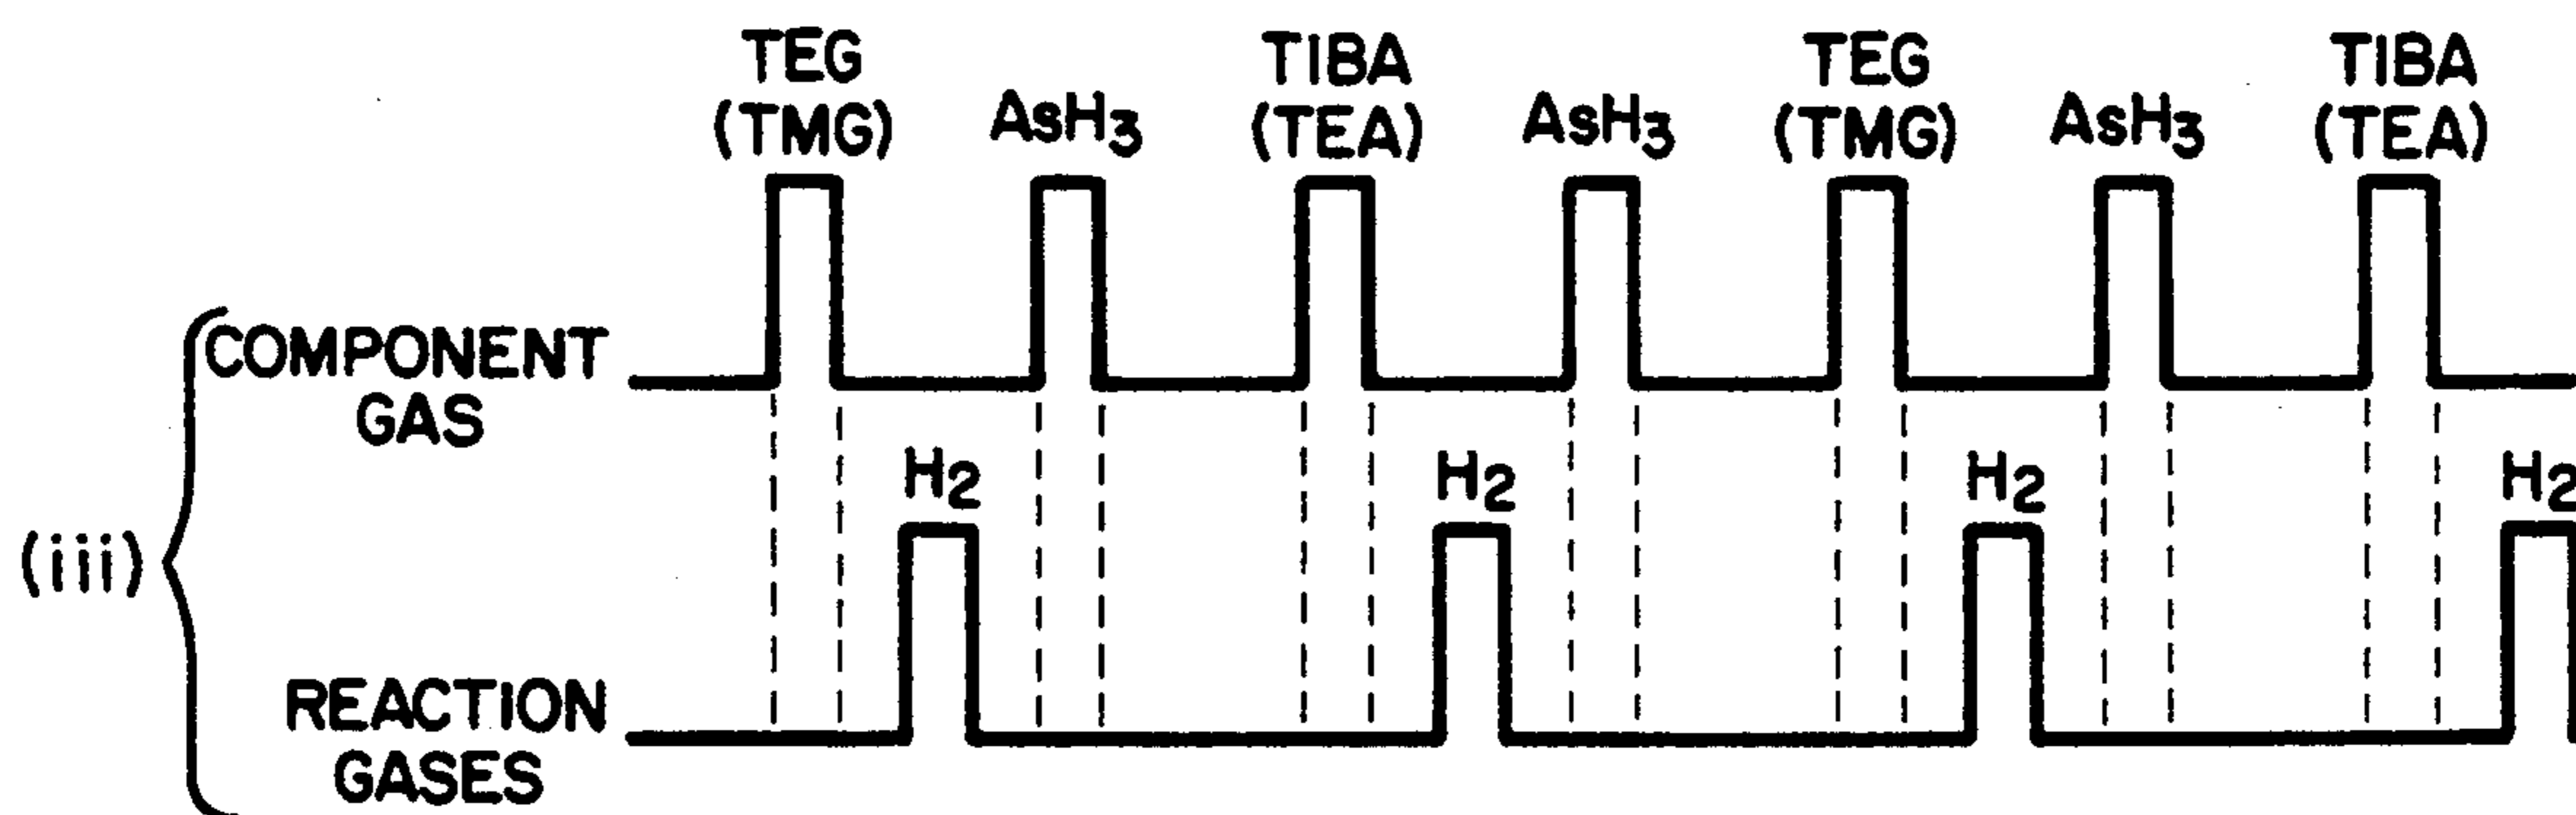 TEG
(TMG)
AsH3
TIBA
(TEA)
AsH3
TEG
(TMG)
AsH3
TIBA
(TEA)
COMPONENT
GAS
H2
H2
H2
H2
(iii)
REACTION
GASES